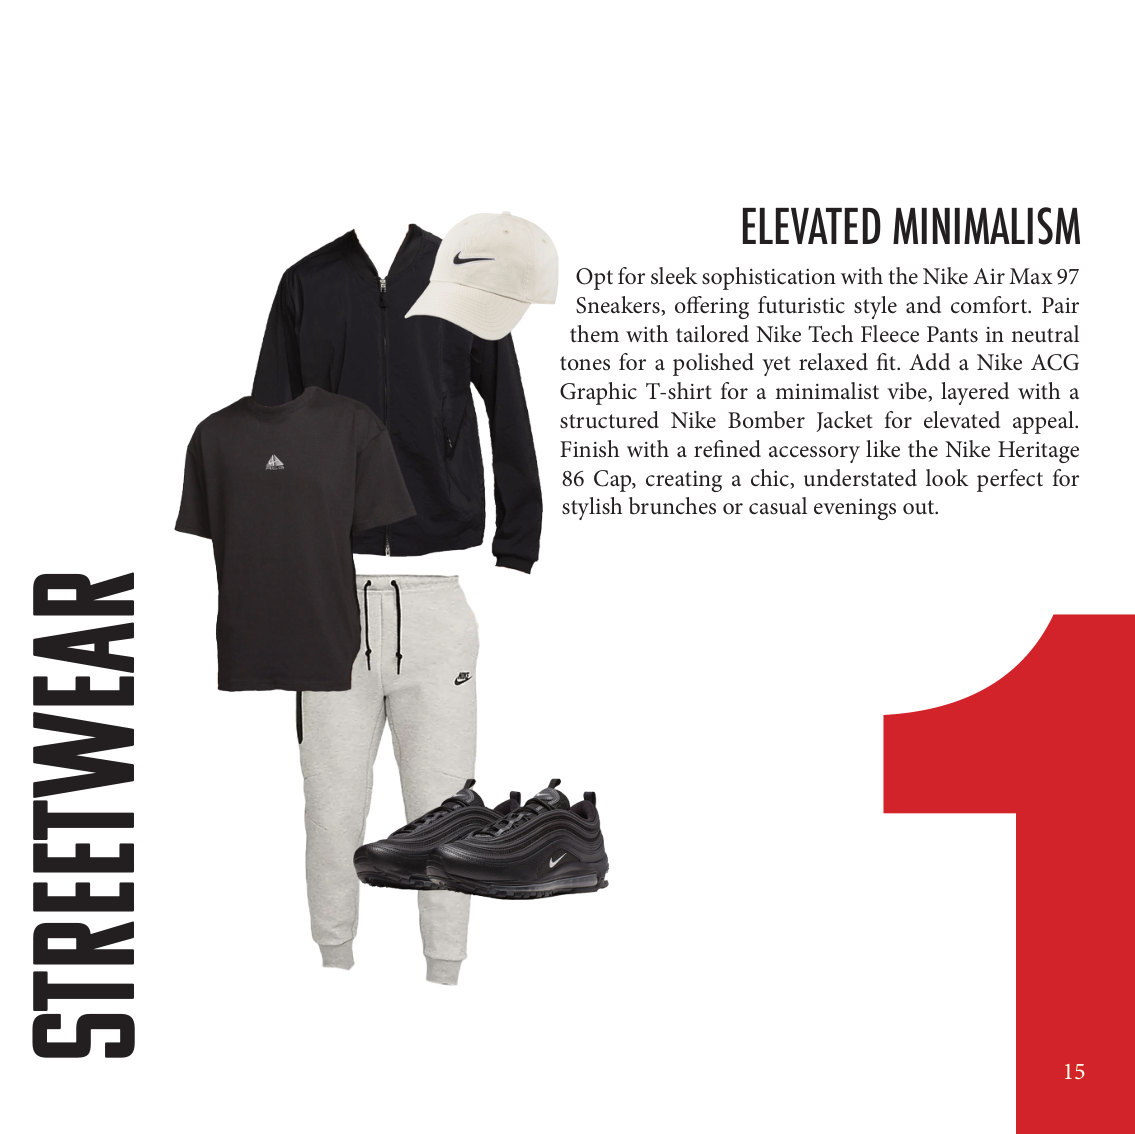 ELEVATED MINIMALISM
Opt for sleek sophistication with the Nike Air Max 97
Sneakers, offering futuristic style and comfort. Pair
them with tailored Nike Tech Fleece Pants in neutral
tones for a polished yet relaxed fit. Add a Nike ACG
Graphic T-shirt for a minimalist vibe, layered with a
structured Nike Bomber Jacket for elevated appeal.
Finish with a refined accessory like the Nike Heritage
86 Cap, creating a chic, understated look perfect for
stylish brunches or casual evenings out.
STREETWEAR
NIKE
1
15